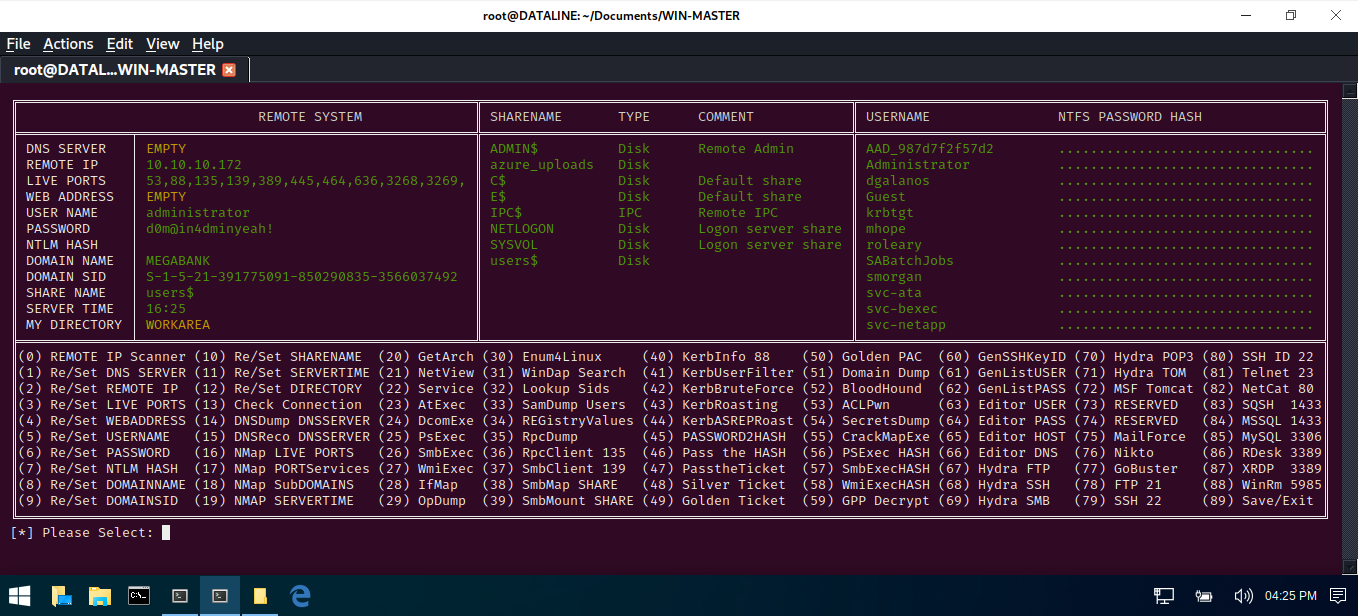 root@DATALINE: ~/Documents/WIN-MASTER
File Actions Edit View Help
root@DATAL...WIN-MASTER
REMOTE SYSTEM SHARENAME TYPE COMMENT USERNAME NTFS PASSWORD HASH
DNS SERVER EMPTY ADMIN$ Disk Remote Admin AAD_987d7f2f57d2 ................................
REMOTE IP 10.10.10.172 azure_uploads Disk Administrator ................................
LIVE PORTS 53,88,135,139,389,445,464,636,3268,3269, C$ Disk Default share dgalanos ................................
WEB ADDRESS EMPTY E$ Disk Default share Guest ................................
USER NAME administrator IPC$ IPC Remote IPC krbtgt ................................
PASSWORD d0m@in4dminyeah! NETLOGON Disk Logon server share mhope ................................
NTLM HASH SYSVOL Disk Logon server share roleary ................................
DOMAIN NAME MEGABANK users$ Disk SABatchJobs ................................
DOMAIN SID S-1-5-21-391775091-850290835-3566037492 smorgan ................................
SHARE NAME users$ svc-ata ................................
SERVER TIME 16:25 svc-bexec ................................
MY DIRECTORY WORKAREA svc-netapp ................................
(0) REMOTE IP Scanner (10) Re/Set SHARENAME (20) GetArch (30) Enum4Linux (40) KerbInfo 88 (50) Golden PAC (60) GenSSHKeyID (70) Hydra POP3 (80) SSH ID 22
(1) Re/Set DNS SERVER (11) Re/Set SERVERTIME (21) NetView (31) WinDap Search (41) KerbUserFilter (51) Domain Dump (61) GenListUSER (71) Hydra TOM (81) Telnet 23
(2) Re/Set REMOTE IP (12) Re/Set DIRECTORY (22) Service (32) Lookup Sids (42) KerbBruteForce (52) BloodHound (62) GenListPASS (72) MSF Tomcat (82) NetCat 80
(3) Re/Set LIVE PORTS (13) Check Connection (23) AtExec (33) SamDump Users (43) KerbRoasting (53) ACLPwn (63) Editor USER (73) RESERVED (83) SQSH 1433
(4) Re/Set WEBADDRESS (14) DNSDump DNSSERVER (24) DcomExe (34) REGistryValues (44) KerbASREPRoast (54) SecretsDump (64) Editor PASS (74) RESERVED (84) MSSQL 1433
(5) Re/Set USERNAME (15) DNSReco DNSSERVER (25) PsExec (35) RpcDump (45) PASSWORD2HASH (55) CrackMapExe (65) Editor HOST (75) MailForce (85) MySQL 3306
(6) Re/Set PASSWORD (16) NMap LIVE PORTS (26) SmbExec (36) RpcClient 135 (46) Pass the HASH (56) PSExec HASH (66) Editor DNS (76) Nikto (86) RDesk 3389
(7) Re/Set NTLM HASH (17) NMap PORTServices (27) WmiExec (37) SmbClient 139 (47) PasstheTicket (57) SmbExecHASH (67) Hydra FTP (77) GoBuster (87) XRDP 3389
(8) Re/Set DOMAINNAME (18) NMap SubDOMAINS (28) IfMap (38) SmbMap SHARE (48) Silver Ticket (58) WmiExecHASH (68) Hydra SSH (78) FTP 21 (88) WinRm 5985
(9) Re/Set DOMAINSID (19) NMAP SERVERTIME (29) OpDump (39) SmbMount SHARE (49) Golden Ticket (59) GPP Decrypt (69) Hydra SMB (79) SSH 22 (89) Save/Exit
[*] Please Select:
04:25 PM